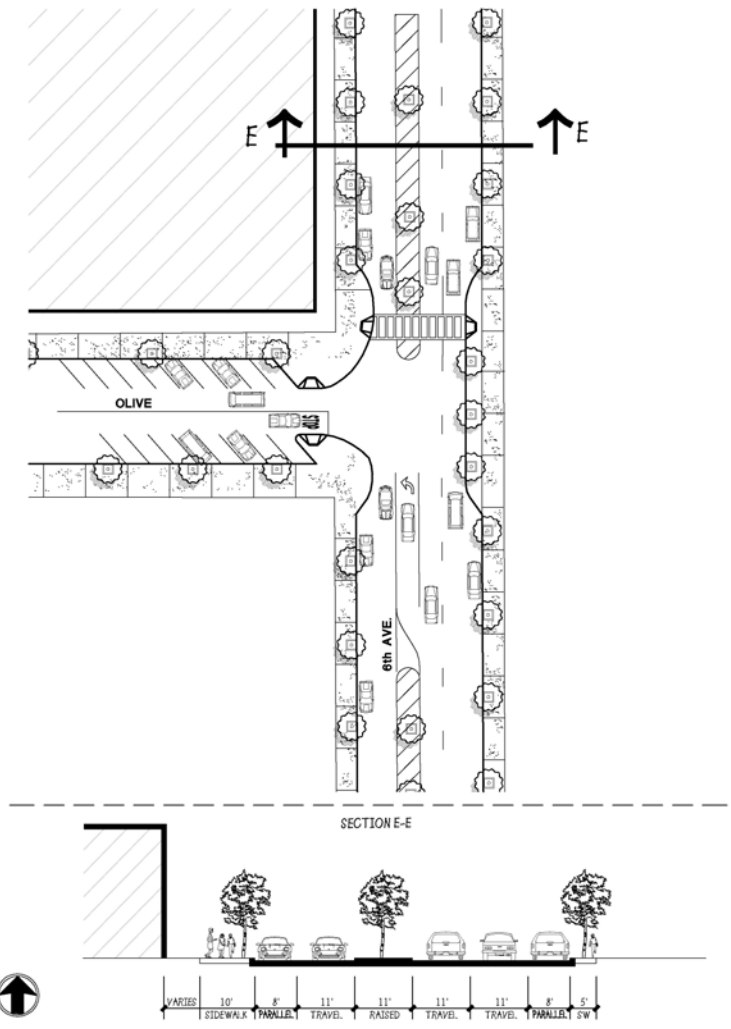 E
E
OLIVE
STOP
6th AVE.
SECTION E-E
VARIES 10' 8' 11' 11' 11' 11' 8' 5'
SIDEWALK PARALLEL TRAVEL RAISED TRAVEL TRAVEL PARALLEL SW